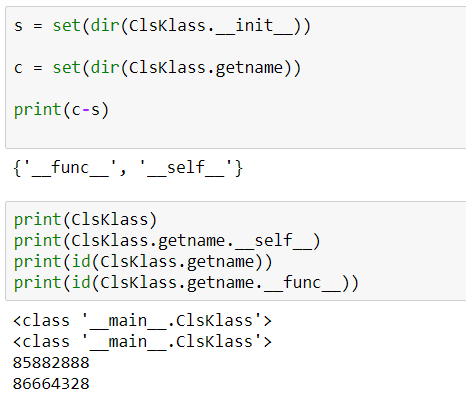 s = set(dir(ClsKlass.__init__))
c = set(dir(ClsKlass.getname))
print(c-s)
{'__func__', '__self__'}
print(ClsKlass)
print(ClsKlass.getname.__self__)
print(id(ClsKlass.getname))
print(id(ClsKlass.getname.__func__))
<class '__main__.ClsKlass'>
<class '__main__.ClsKlass'>
85882888
86664328